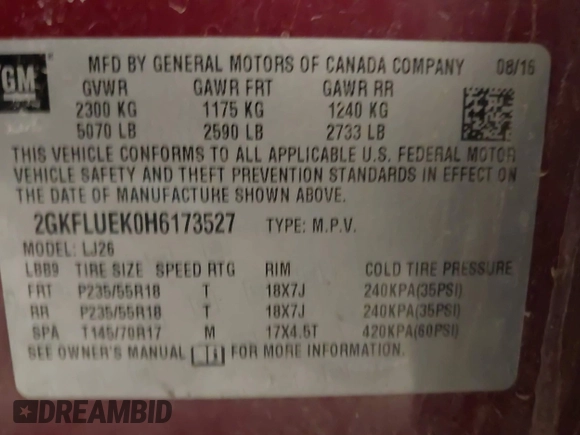 GM
MFD BY GENERAL MOTORS OF CANADA COMPANY 08/16
GVWR GAWR FRT GAWR RR
2300 KG 1175 KG 1240 KG
5070 LB 2590 LB 2733 LB
THIS VEHICLE CONFORMS TO ALL APPLICABLE U.S. FEDERAL MOTOR
VEHICLE SAFETY AND THEFT PREVENTION STANDARDS IN EFFECT ON
THE DATE OF MANUFACTURE SHOWN ABOVE.
2GKFLUEK0H6173527 TYPE: M.P.V.
MODEL: LJ26
LBB9 TIRE SIZE SPEED RTG RIM COLD TIRE PRESSURE
FRT P235/55R18 T 18X7J 240KPA(35PSI)
RR P235/55R18 T 18X7J 240KPA(35PSI)
SPA T145/70R17 M 17X4.5T 420KPA(60PSI)
SEE OWNER'S MANUAL FOR MORE INFORMATION.
DREAMBID